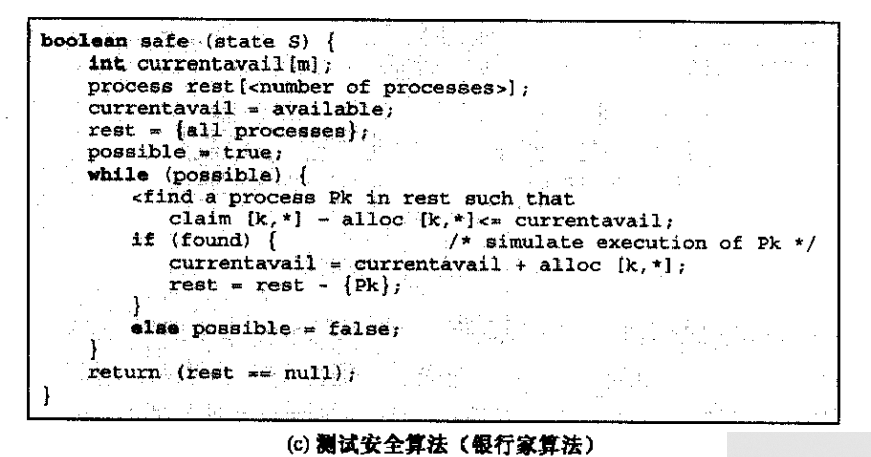 boolean safe (state S) {
int currentavail[m];
process rest[<number of processes>];
currentavail = available;
rest = {all processes};
possible = true;
while (possible) {
<find a process Pk in rest such that
claim [k,*] - alloc [k,*]<= currentavail;
if (found) { /* simulate execution of Pk */
currentavail = currentavail + alloc [k,*];
rest = rest - {Pk};
}
else possible = false;
}
return (rest == null);
}
(c) 测试安全算法(银行家算法)